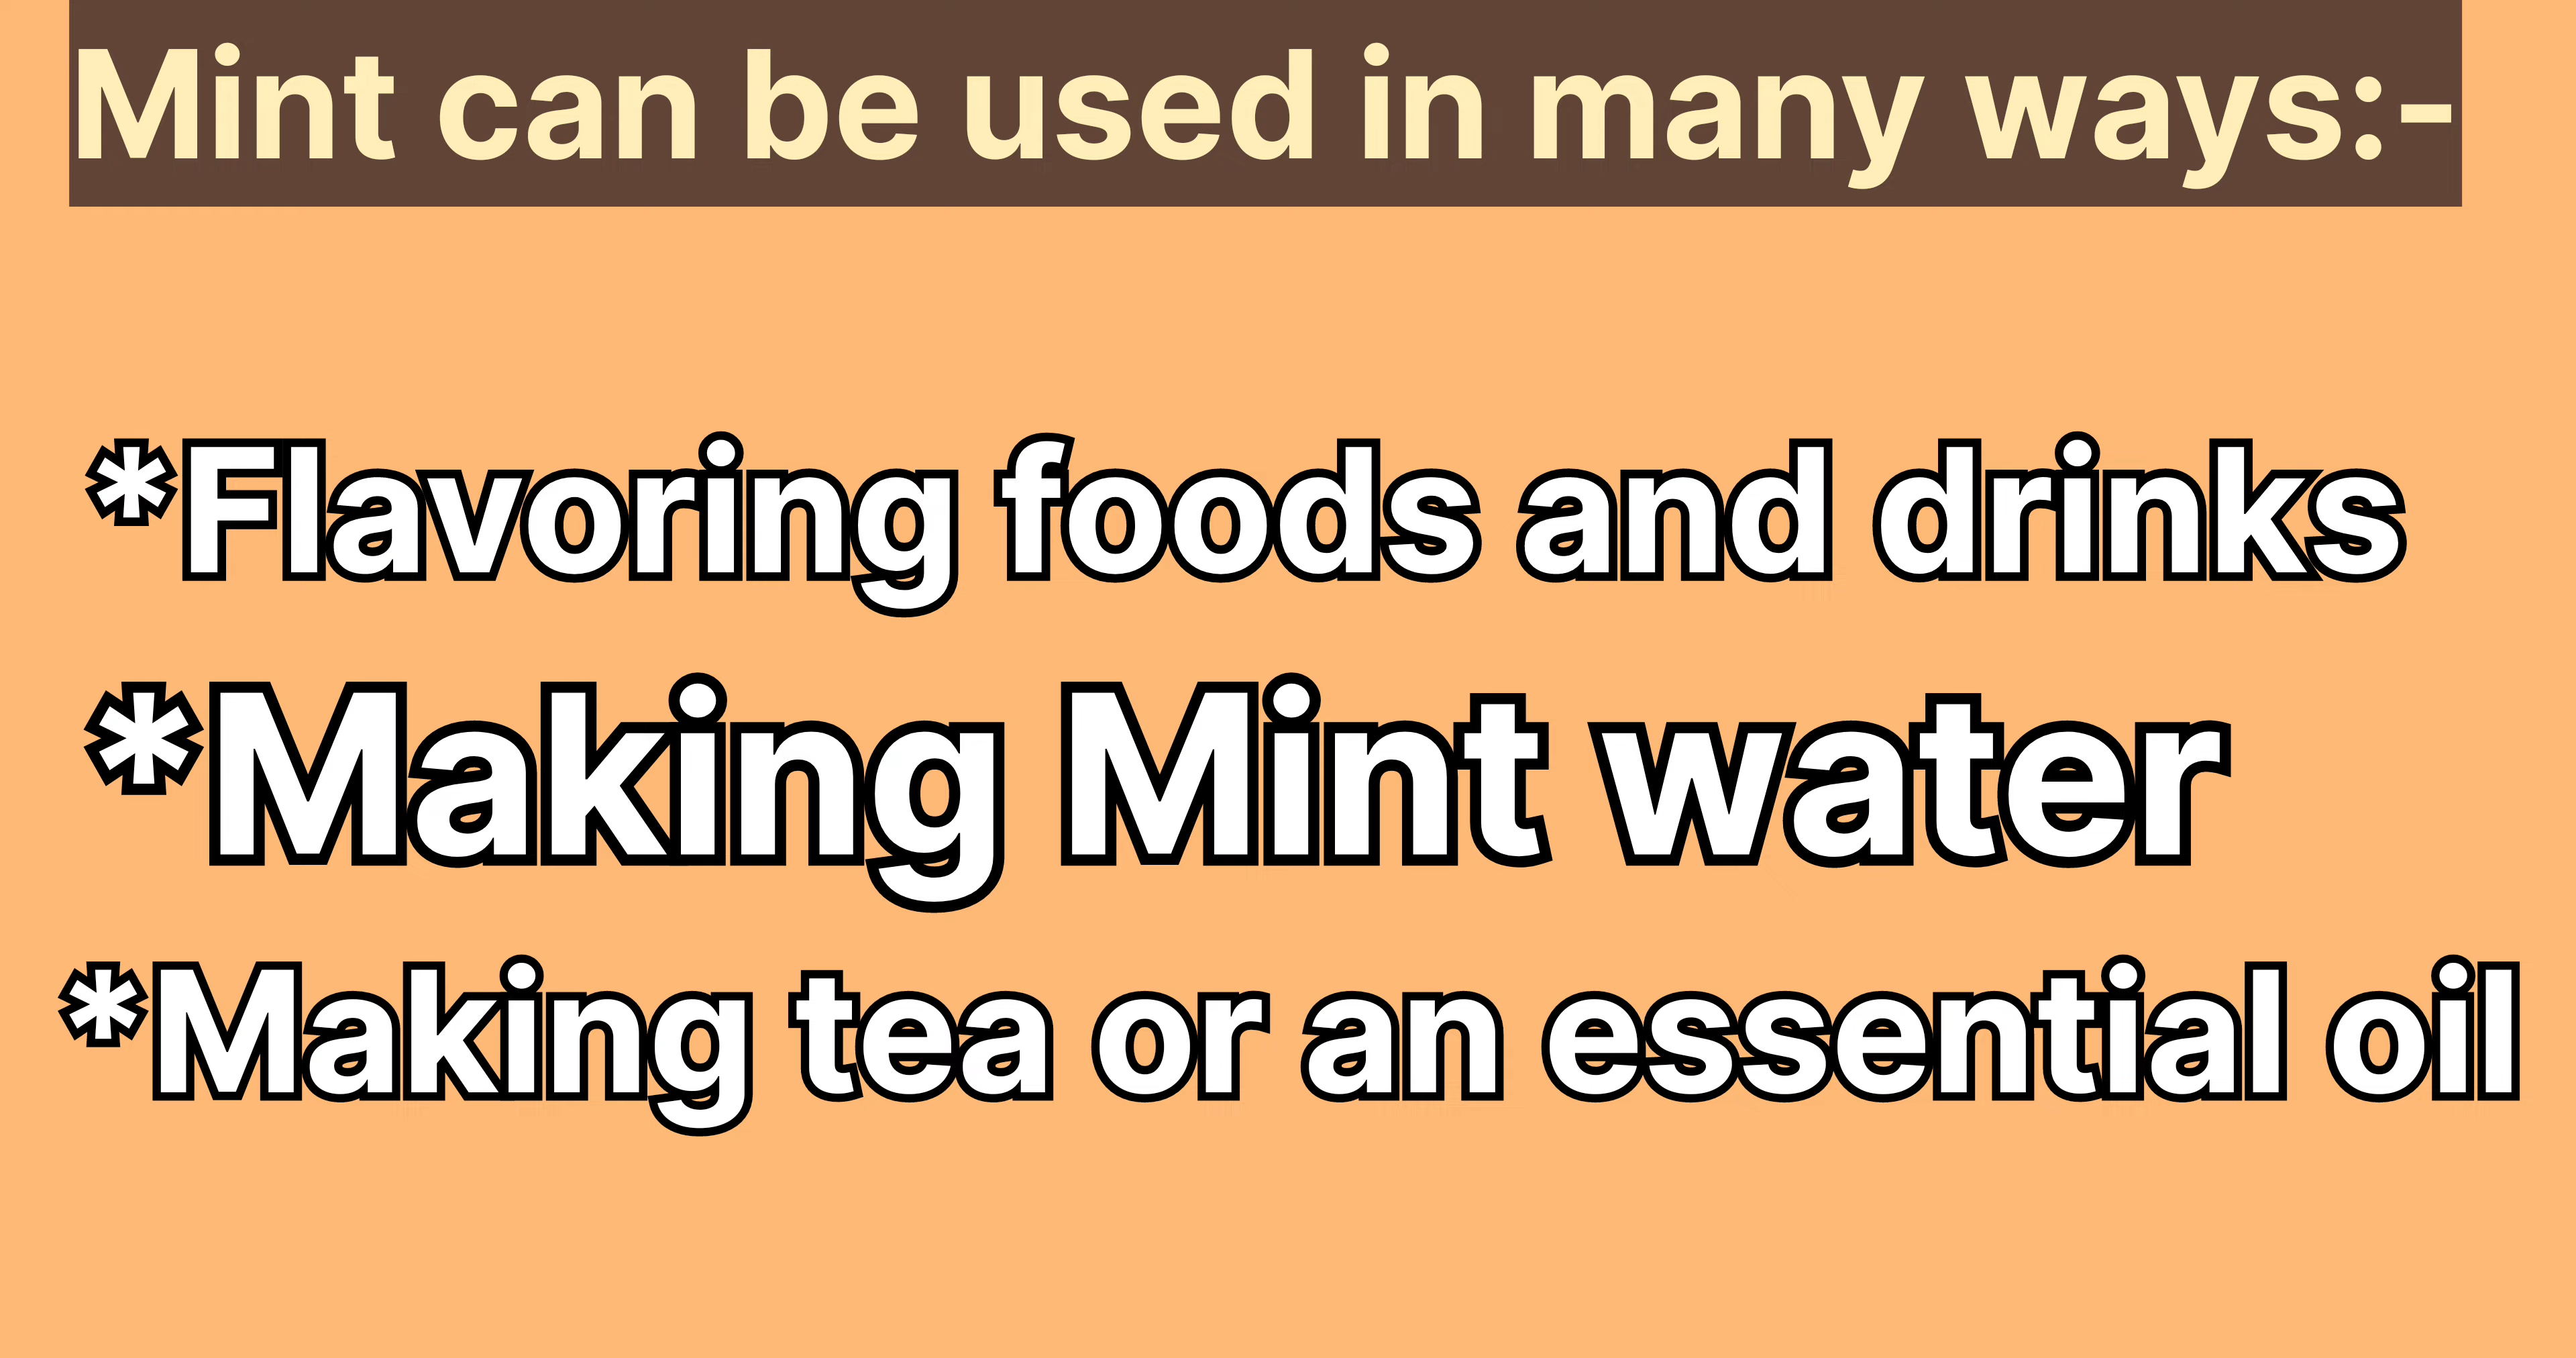 Mint can be used in many ways:-
*Flavoring foods and drinks
*Making Mint water
*Making tea or an essential oil